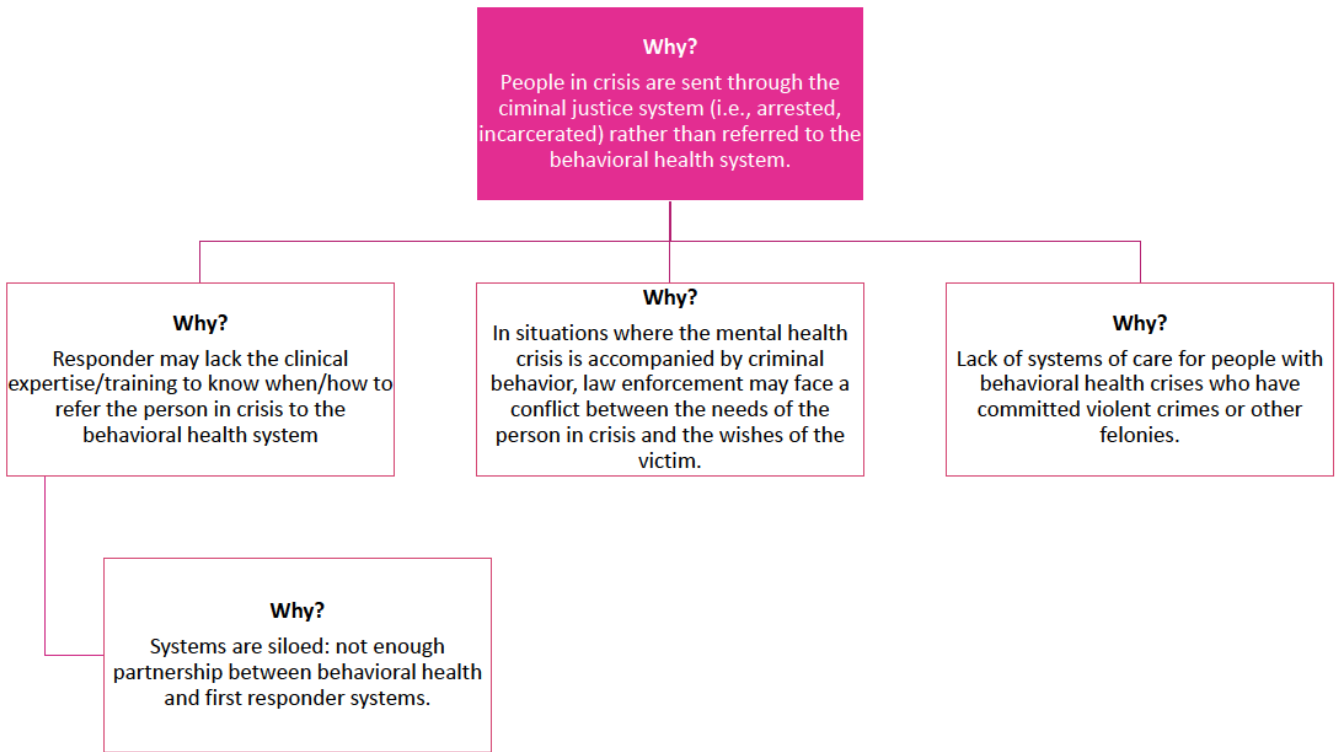 Why?
People in crisis are sent through the
ciminal justice system (i.e., arrested,
incarcerated) rather than referred to the
behavioral health system.
Why?
Responder may lack the clinical
expertise/training to know when/how to
refer the person in crisis to the
behavioral health system
Why?
In situations where the mental health
crisis is accompanied by criminal
behavior, law enforcement may face a
conflict between the needs of the
person in crisis and the wishes of the
victim.
Why?
Lack of systems of care for people with
behavioral health crises who have
committed violent crimes or other
felonies.
Why?
Systems are siloed: not enough
partnership between behavioral health
and first responder systems.